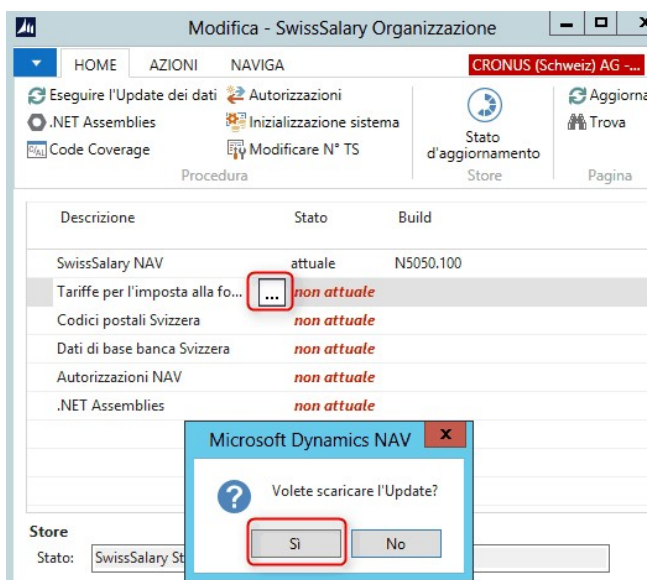 Modifica - SwissSalary Organizzazione
HOME AZIONI NAVIGA CRONUS (Schweiz) AG -...
Eseguire l'Update dei dati Autorizzazioni Aggiorna
.NET Assemblies Inizializzazione sistema Trova
Code Coverage Modificare N° TS Stato d'aggiornamento
Procedura Store Pagina
Descrizione Stato Build
SwissSalary NAV attuale N5050.100
Tariffe per l'imposta alla fo... ... non attuale
Codici postali Svizzera non attuale
Dati di base banca Svizzera non attuale
Autorizzazioni NAV non attuale
.NET Assemblies non attuale
Microsoft Dynamics NAV x
Volete scaricare l'Update?
Sì No
Store
Stato: SwissSalary St